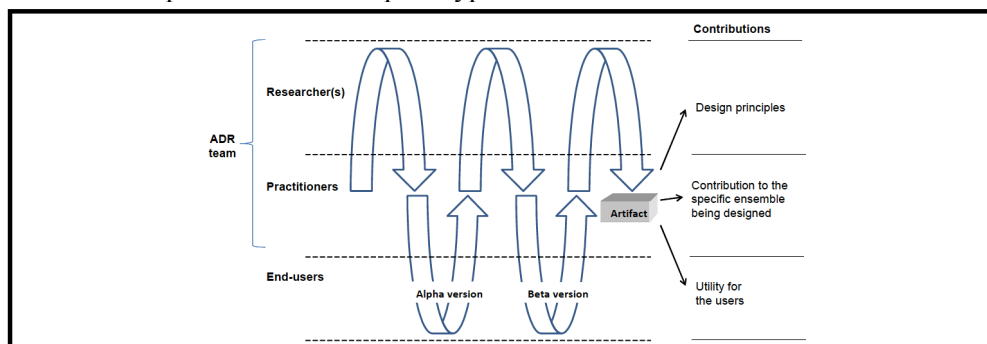 Contributions
Researcher(s)
Design principles
ADR
team
Practitioners
Contribution to the
specific ensemble
being designed
Artifact
End-users
Alpha version
Beta version
Utility for
the users